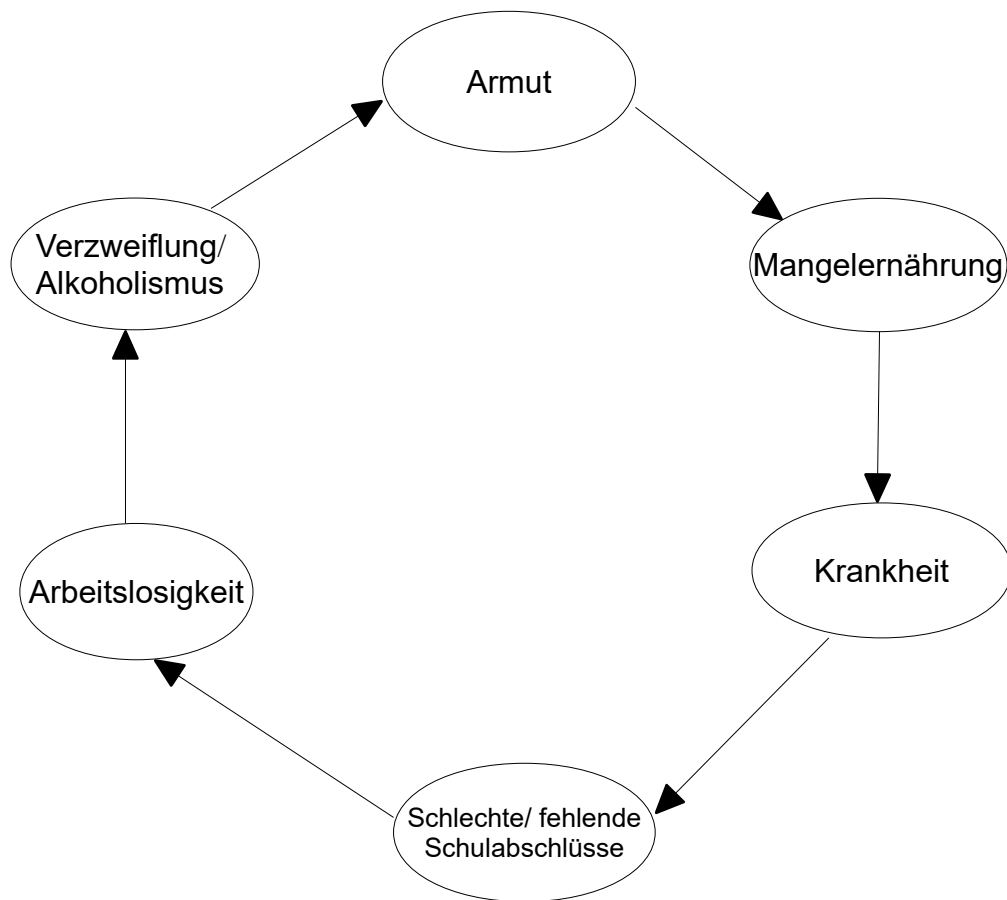 Armut
Mangelernährung
Krankheit
Schlechte/ fehlende
Schulabschlüsse
Arbeitslosigkeit
Verzweiflung/
Alkoholismus